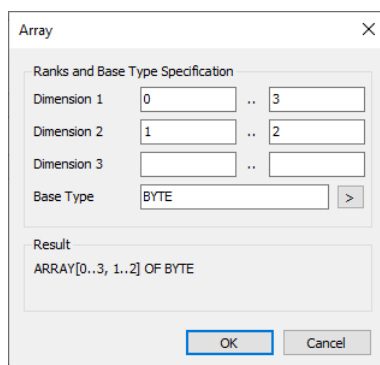 Array
Ranks and Base Type Specification
Dimension 1 0 .. 3
Dimension 2 1 .. 2
Dimension 3 ..
Base Type BYTE >
Result
ARRAY[0..3, 1..2] OF BYTE
OK Cancel